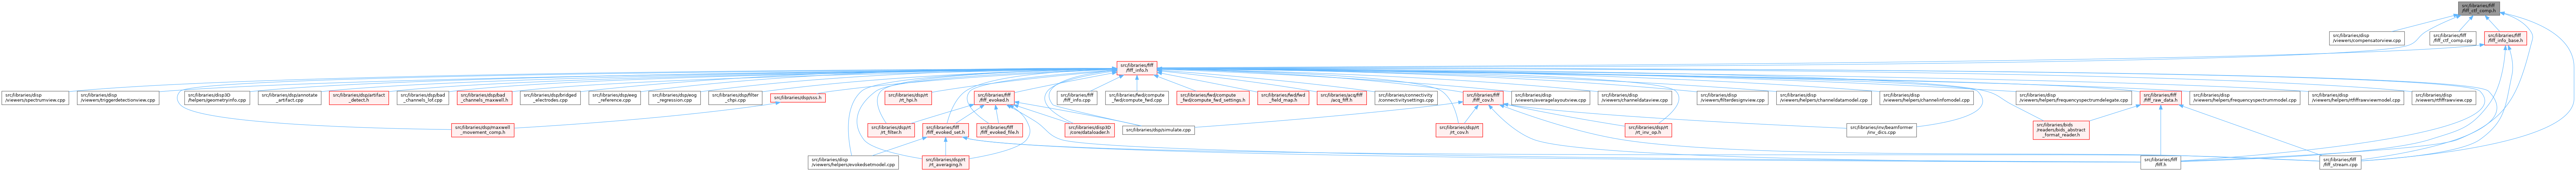 src/libraries/fiff
/fiff_ctf_comp.h
src/libraries/disp
/viewers/compensatorview.cpp
src/libraries/fiff
/fiff_ctf_comp.cpp
src/libraries/fiff
/fiff_info_base.h
src/libraries/fiff
/fiff_info.h
src/libraries/disp
/viewers/spectrumview.cpp
src/libraries/disp
/viewers/triggerdetectionview.cpp
src/libraries/disp3D
/helpers/geometryinfo.cpp
src/libraries/dsp/annotate
_artifact.cpp
src/libraries/dsp/artifact
_detect.h
src/libraries/dsp/bad
_channels_lof.cpp
src/libraries/dsp/bad
_channels_maxwell.h
src/libraries/dsp/bridged
_electrodes.cpp
src/libraries/dsp/eeg
_reference.cpp
src/libraries/dsp/eog
_regression.cpp
src/libraries/dsp/filter
_chpi.cpp
src/libraries/dsp/sss.h
src/libraries/dsp/rt
_rt_hpi.h
src/libraries/fiff
/fiff_evoked.h
src/libraries/fiff
/fiff_info.cpp
src/libraries/fwd/compute
_fwd/compute_fwd.cpp
src/libraries/fwd/compute
_fwd/compute_fwd_settings.h
src/libraries/fwd/fwd
_field_map.h
src/libraries/acq/fiff
/acq_fiff.h
src/libraries/connectivity
/connectivitysettings.cpp
src/libraries/fiff
/fiff_cov.h
src/libraries/disp
/viewers/averagelayoutview.cpp
src/libraries/disp
/viewers/channeldataview.cpp
src/libraries/disp
/viewers/filterdesignview.cpp
src/libraries/disp
/viewers/helpers/channeldatamodel.cpp
src/libraries/disp
/viewers/helpers/channelinfomodel.cpp
src/libraries/disp
/viewers/helpers/frequencyspectrumdelegate.cpp
src/libraries/fiff
/fiff_raw_data.h
src/libraries/disp
/viewers/helpers/frequencyspectrummodel.cpp
src/libraries/disp
/viewers/helpers/rtfiffrawviewmodel.cpp
src/libraries/disp
/viewers/rtfiffrawview.cpp
src/libraries/dsp/maxwell
_movement_comp.h
src/libraries/dsp/rt
_rt_filter.h
src/libraries/fiff
/fiff_evoked_set.h
src/libraries/fiff
/fiff_evoked_file.h
src/libraries/disp3D
/core/dataloader.h
src/libraries/dsp/simulate.cpp
src/libraries/dsp/rt
_rt_cov.h
src/libraries/dsp/rt
_rt_inv_op.h
src/libraries/inv/beamformer
/inv_dics.cpp
src/libraries/bids
/readers/bids_abstract
_format_reader.h
src/libraries/disp
/viewers/helpers/evokedsetmodel.cpp
src/libraries/dsp/rt
_rt_averaging.h
src/libraries/fiff
/fiff.h
src/libraries/fiff
/fiff_stream.cpp